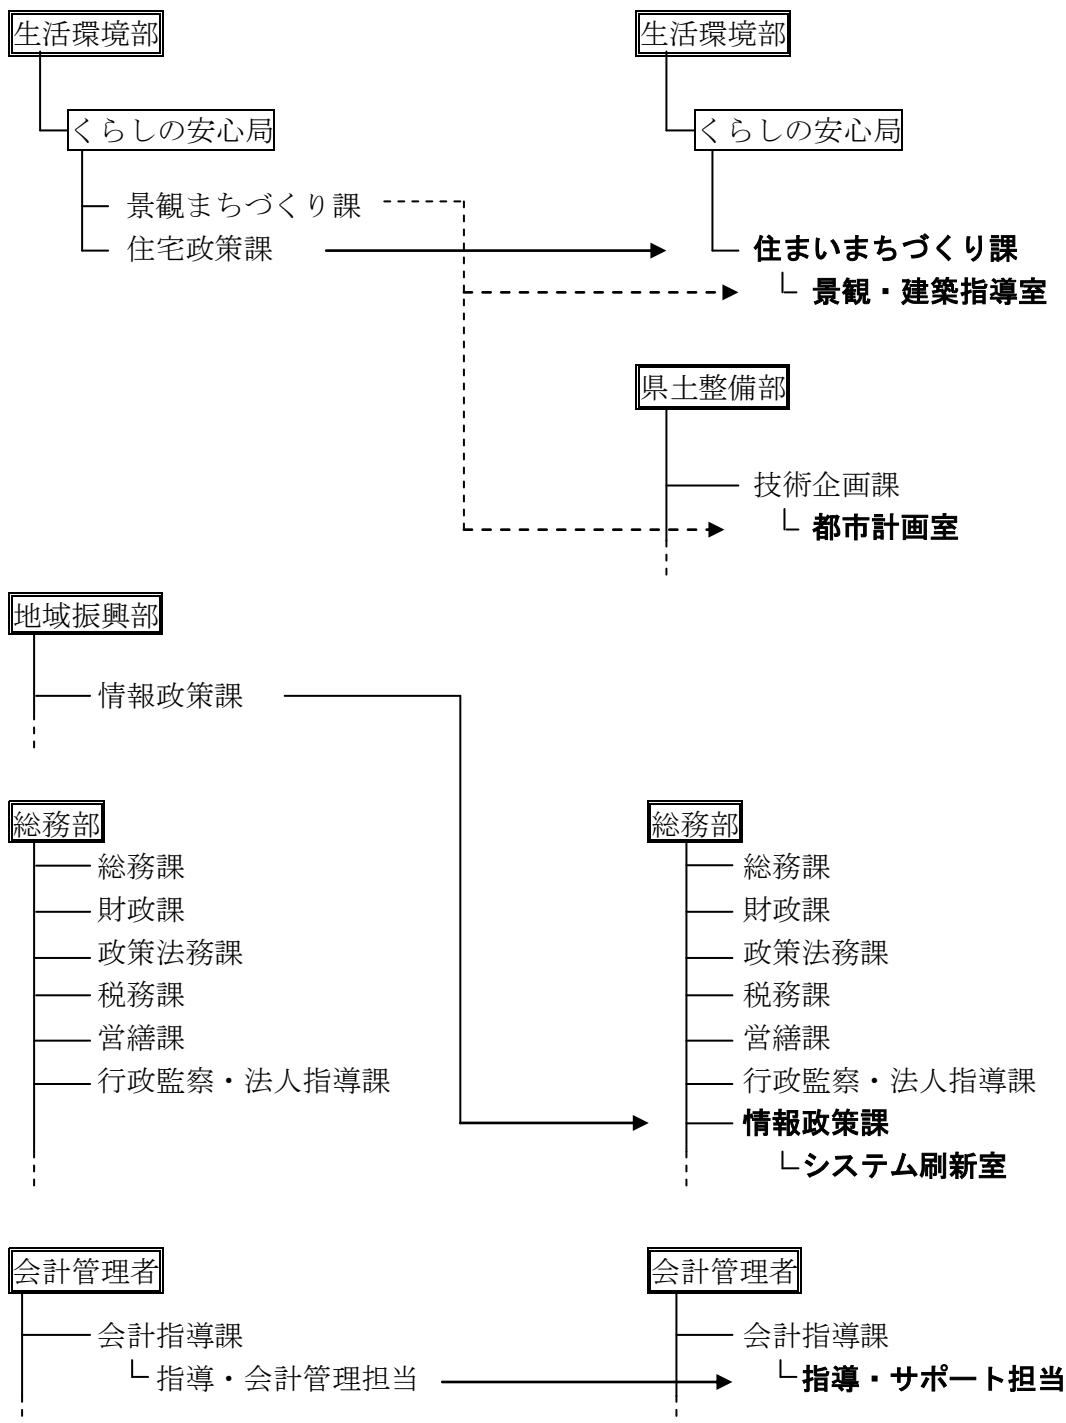 生活環境部 生活環境部
くらしの安心局 くらしの安心局
景観まちづくり課
住宅政策課 住まいまちづくり課
景観・建築指導室
県土整備部
技術企画課
都市計画室
地域振興部
情報政策課
総務部 総務部
総務課 総務課
財政課 財政課
政策法務課 政策法務課
税務課 税務課
営繕課 営繕課
行政監察・法人指導課 行政監察・法人指導課
情報政策課
システム刷新室
会計管理者 会計管理者
会計指導課 会計指導課
指導・会計管理担当 指導・サポート担当